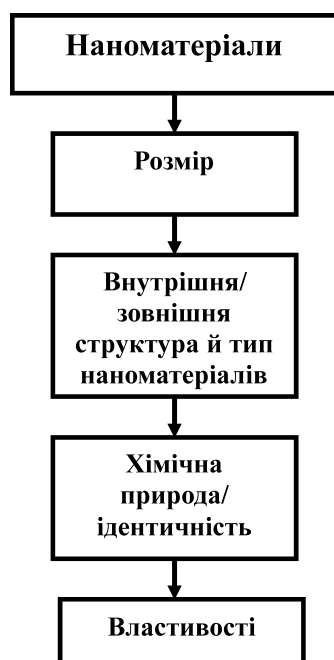 Наноматеріали
Розмір
Внутрішня/
зовнішня
структура й тип
наноматеріалів
Хімічна
природа/
ідентичність
Властивості